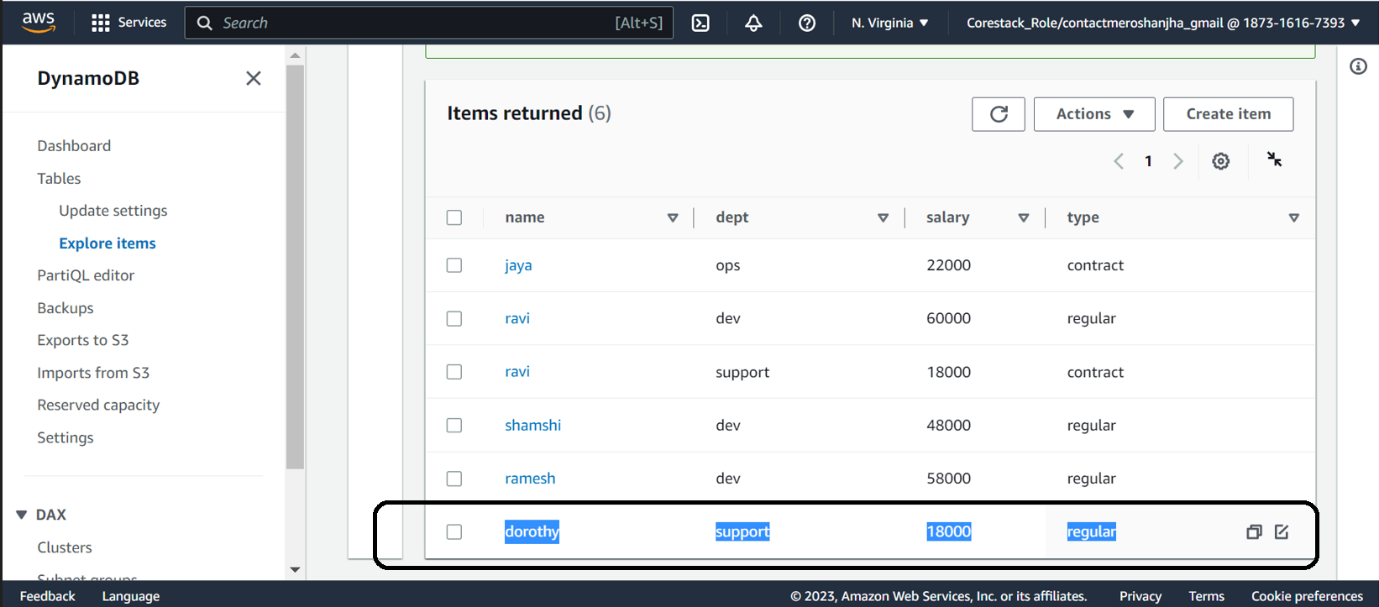 aws Services Search [Alt+S] N. Virginia Corestack_Role/contactmeroshanjha_gmail @ 1873-1616-7393
DynamoDB
Dashboard
Tables
Update settings
Explore items
PartiQL editor
Backups
Exports to S3
Imports from S3
Reserved capacity
Settings
DAX
Clusters
Subnet groups
Items returned (6) Actions Create item
1
name dept salary type
jaya ops 22000 contract
ravi dev 60000 regular
ravi support 18000 contract
shamshi dev 48000 regular
ramesh dev 58000 regular
dorothy support 18000 regular
Feedback Language © 2023, Amazon Web Services, Inc. or its affiliates. Privacy Terms Cookie preferences